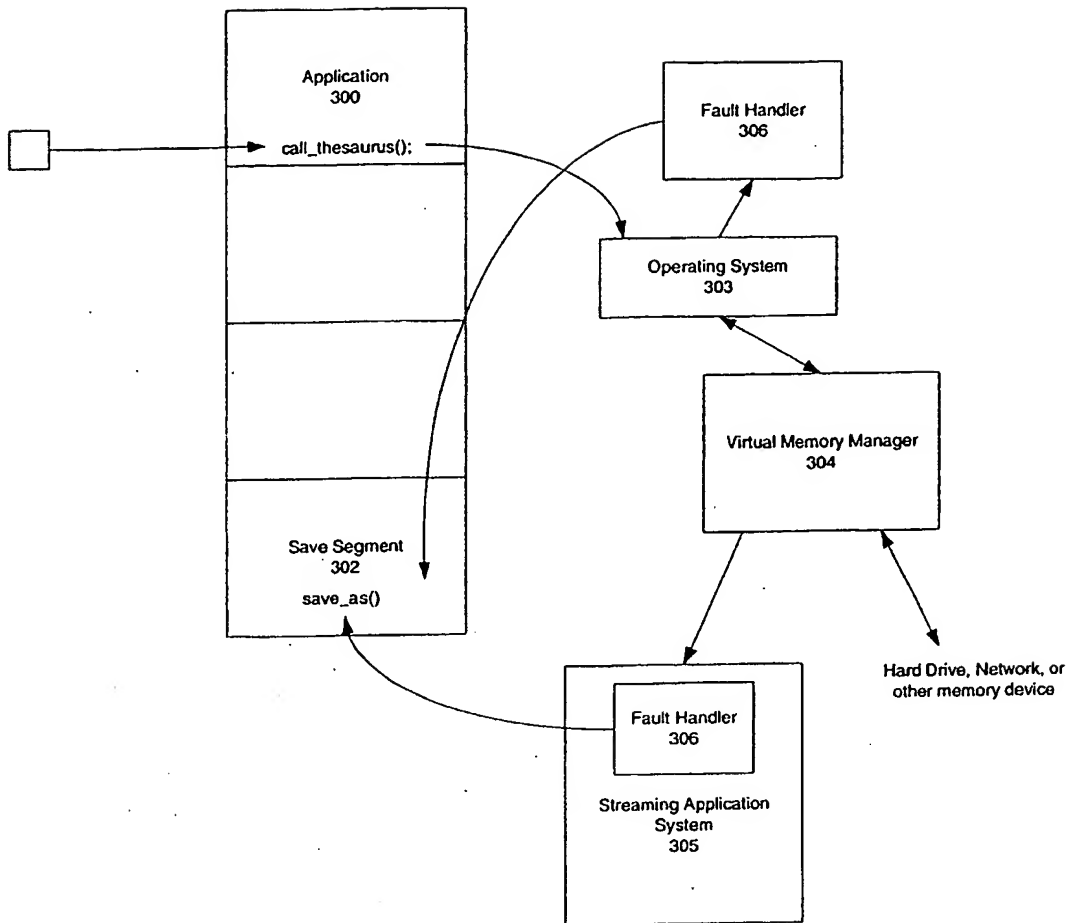 Application
300
call_thesaurus();
Fault Handler
306
Operating System
303
Virtual Memory Manager
304
Save Segment
302
save_as()
Hard Drive, Network, or
other memory device
Fault Handler
306
Streaming Application
System
305